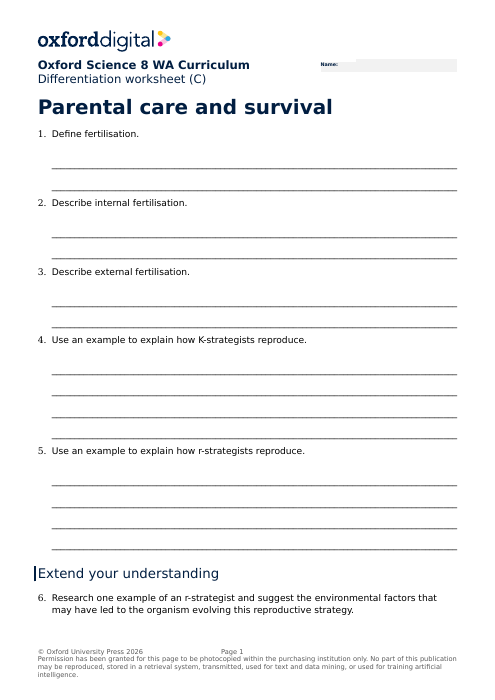 oxforddigital
Oxford Science 8 WA Curriculum
Name:
Differentiation worksheet (C)
Parental care and survival
1. Define fertilisation.
2. Describe internal fertilisation.
3. Describe external fertilisation.
4. Use an example to explain how K-strategists reproduce.
5. Use an example to explain how r-strategists reproduce.
Extend your understanding
6. Research one example of an r-strategist and suggest the environmental factors that
may have led to the organism evolving this reproductive strategy.
© Oxford University Press 2026 Page 1
Permission has been granted for this page to be photocopied within the purchasing institution only. No part of this publication
may be reproduced, stored in a retrieval system, transmitted, used for text and data mining, or used for training artificial
intelligence.